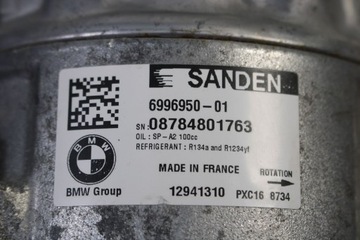 SANDEN
6996950-01
SN: 08784801763
OIL: SP-A2 100cc
REFRIGERANT: R134a and R1234yf
BMW
MADE IN FRANCE
ROTATION
BMW Group
12941310 PXC16 8734